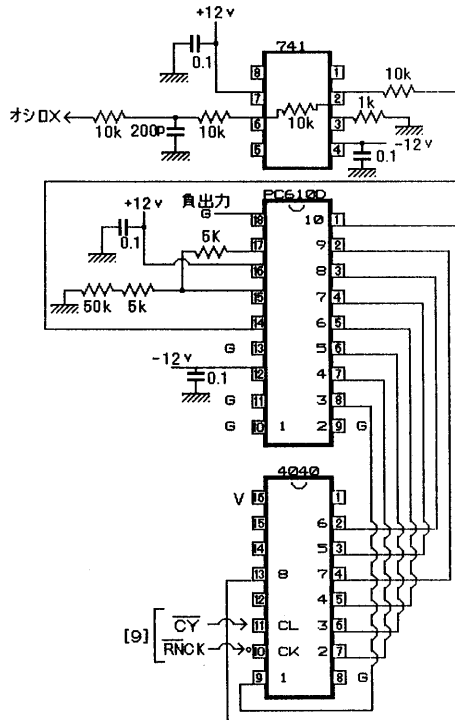 +12v
741
0.1
8
1
10k
7
2
1k
オシロX
6
3
10k
200p
10k
10k
5
4
-12v
0.1
負出力
PC610D
+12v
G
18
10
1
0.1
5K
17
9
2
16
8
3
15
7
4
50k
5k
14
6
5
G
13
5
6
-12v
12
4
7
0.1
G
11
3
8
G
10
1
2
9
G
4040
V
16
1
15
6
2
14
5
3
13
8
7
4
12
4
5
[9]
CY
11
CL
3
6
RNCK
10
CK
2
7
9
1
8
G